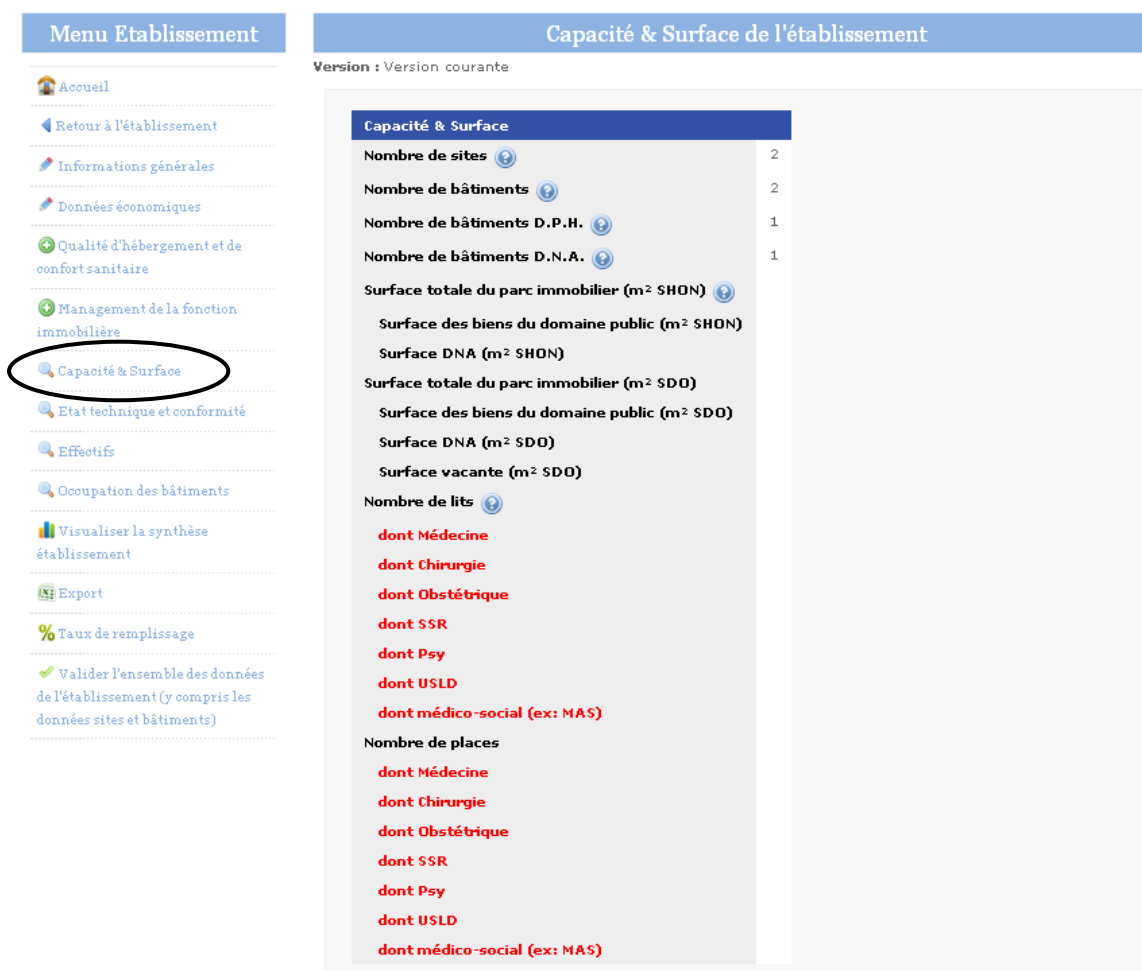 Menu Etablissement
Accueil
Retour à l'établissement
Informations générales
Données économiques
Qualité d'hébergement et de
confort sanitaire
Management de la fonction
immobilière
Capacité & Surface
Etat technique et conformité
Effectifs
Occupation des bâtiments
Visualiser la synthèse
établissement
Export
Taux de remplissage
Valider l'ensemble des données
de l'établissement (y compris les
données sites et bâtiments)
Capacité & Surface de l'établissement
Version : Version courante
Capacité & Surface
Nombre de sites 2
Nombre de bâtiments 2
Nombre de bâtiments D.P.H. 1
Nombre de bâtiments D.N.A. 1
Surface totale du parc immobilier (m² SHON)
Surface des biens du domaine public (m² SHON)
Surface DNA (m² SHON)
Surface totale du parc immobilier (m² SDO)
Surface des biens du domaine public (m² SDO)
Surface DNA (m² SDO)
Surface vacante (m² SDO)
Nombre de lits
dont Médecine
dont Chirurgie
dont Obstétrique
dont SSR
dont Psy
dont USLD
dont médico-social (ex: MAS)
Nombre de places
dont Médecine
dont Chirurgie
dont Obstétrique
dont SSR
dont Psy
dont USLD
dont médico-social (ex: MAS)